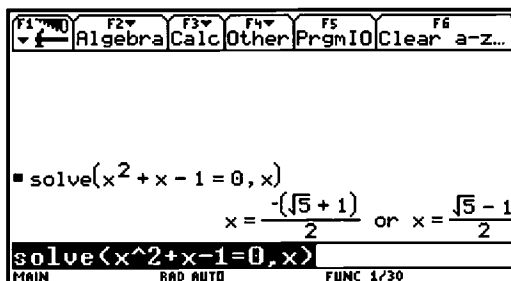 F1 F2 F3 F4 F5 F6
Algebra Calc Other PrgmIO Clear a-z…
solve(x² + x - 1 = 0, x)
x = -(√5 + 1)/2 or x = (√5 - 1)/2
solve(x^2+x-1=0,x)
MAIN RAD AUTO FUNC 1/30